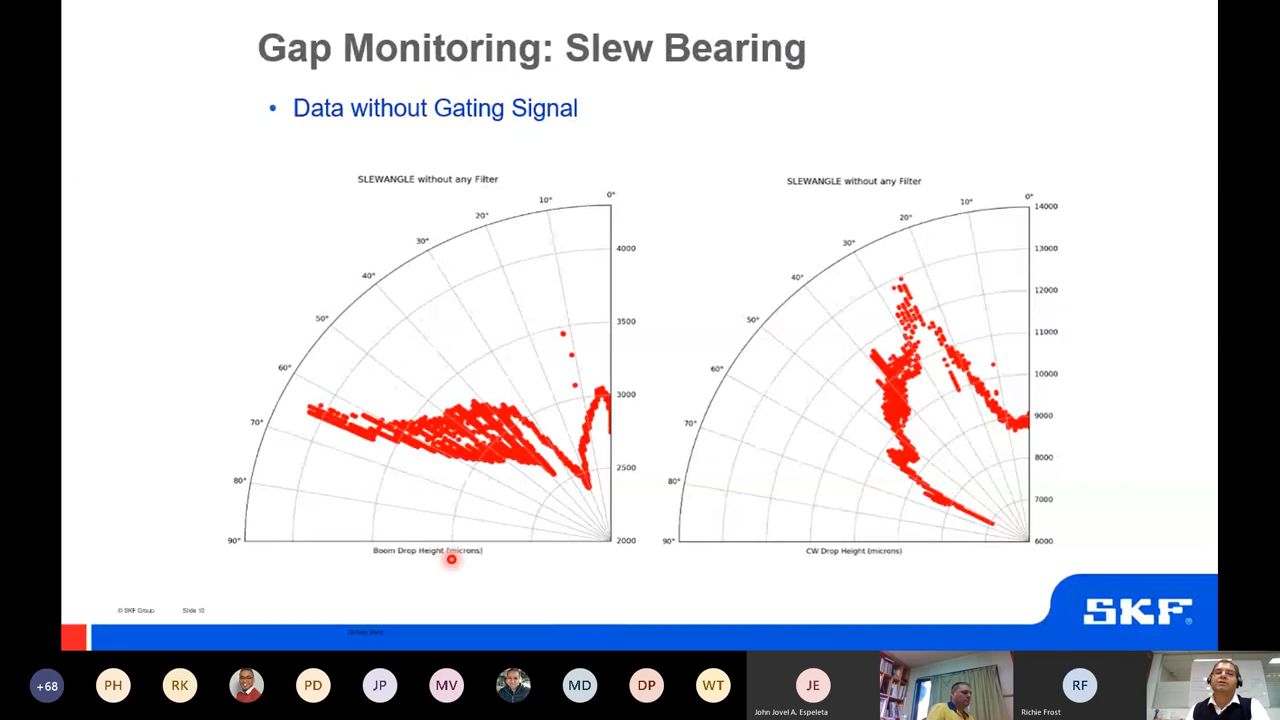 Gap Monitoring: Slew Bearing
• Data without Gating Signal
SLEWANGLE without any Filter
0°
10°
20°
30°
40°
50°
60°
70°
80°
90°
4000
3500
3000
2500
2000
Boom Drop Height (microns)
SLEWANGLE without any Filter
0°
10°
20°
30°
40°
50°
60°
70°
80°
90°
14000
13000
12000
11000
10000
9000
8000
7000
6000
CW Drop Height (microns)
© SKF Group
Slide 10
SKF®
+68
PH
RK
PD
JP
MV
MD
DP
WT
JE
John Jovel A. Espeleta
RF
Richie Frost